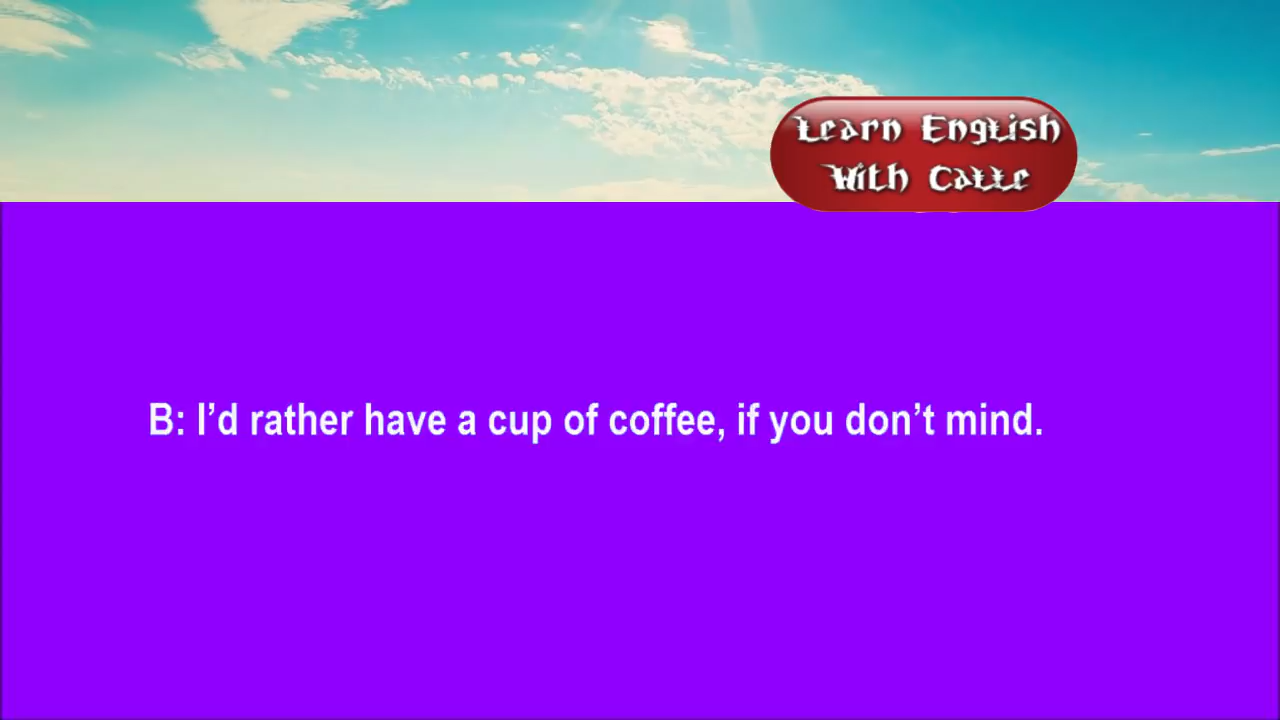 Learn English
With Catte
B: I’d rather have a cup of coffee, if you don’t mind.